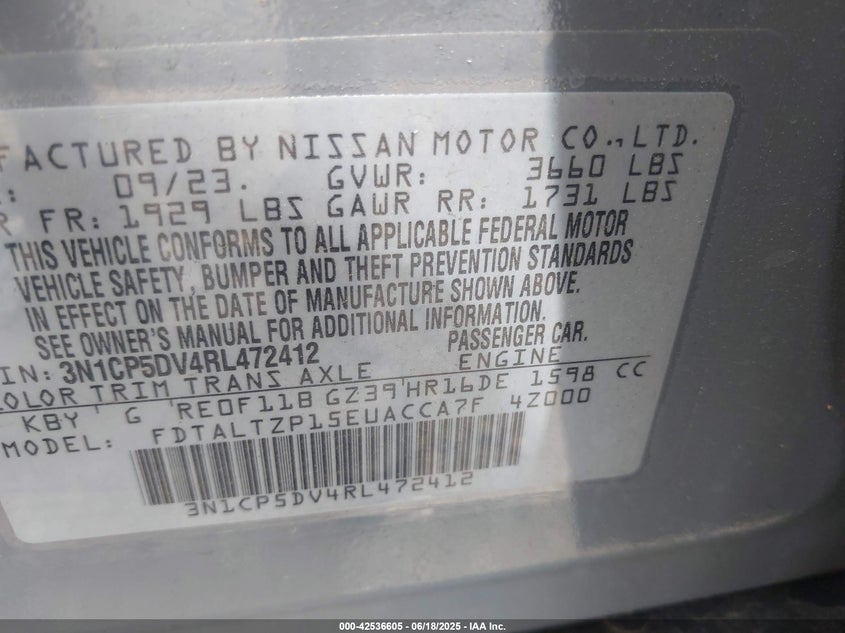 FACTURED BY NISSAN MOTOR CO., LTD.
: 09/23. GVWR: 3660 LBS
R FR: 1929 LBS GAWR RR: 1731 LBS
THIS VEHICLE CONFORMS TO ALL APPLICABLE FEDERAL MOTOR
VEHICLE SAFETY, BUMPER AND THEFT PREVENTION STANDARDS
IN EFFECT ON THE DATE OF MANUFACTURE SHOWN ABOVE.
SEE OWNER'S MANUAL FOR ADDITIONAL INFORMATION.
PASSENGER CAR.
IN: 3N1CP5DV4RL472412
COLOR TRIM TRANS AXLE ENGINE
KBY G RE0F11B GZ39 HR16DE 1598 CC
MODEL: FDTALTZP15EUACCA7F 4Z000
3N1CP5DV4RL472412
000-42536605 - 06/18/2025 - IAA Inc.